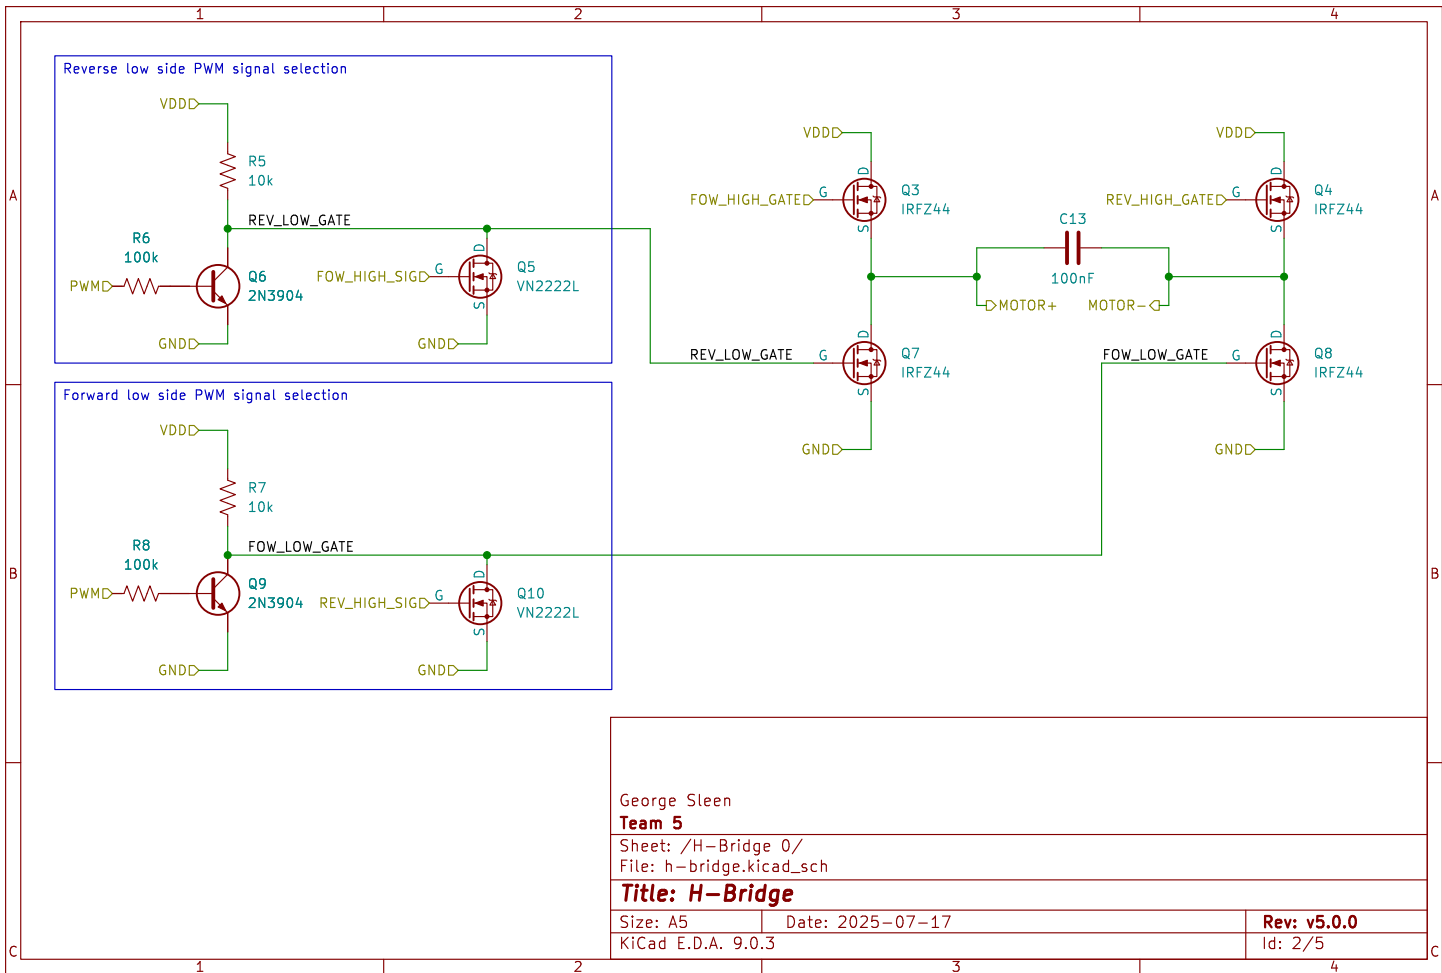 1 2 3 4
Reverse low side PWM signal selection
VDD
R5
10k
REV_LOW_GATE
R6
100k
PWM
Q6
2N3904
GND
FOW_HIGH_SIG
G
D
S
Q5
VN2222L
GND
Forward low side PWM signal selection
VDD
R7
10k
FOW_LOW_GATE
R8
100k
PWM
Q9
2N3904
GND
REV_HIGH_SIG
G
D
S
Q10
VN2222L
GND
VDD
FOW_HIGH_GATE
G
D
S
Q3
IRFZ44
VDD
REV_HIGH_GATE
G
D
S
Q4
IRFZ44
C13
100nF
MOTOR+
MOTOR-
REV_LOW_GATE
G
D
S
Q7
IRFZ44
GND
FOW_LOW_GATE
G
D
S
Q8
IRFZ44
GND
A
B
C
A
B
C
George Sleen
Team 5
Sheet: /H-Bridge 0/
File: h-bridge.kicad_sch
Title: H-Bridge
Size: A5 Date: 2025-07-17 Rev: v5.0.0
KiCad E.D.A. 9.0.3 Id: 2/5
1 2 3 4